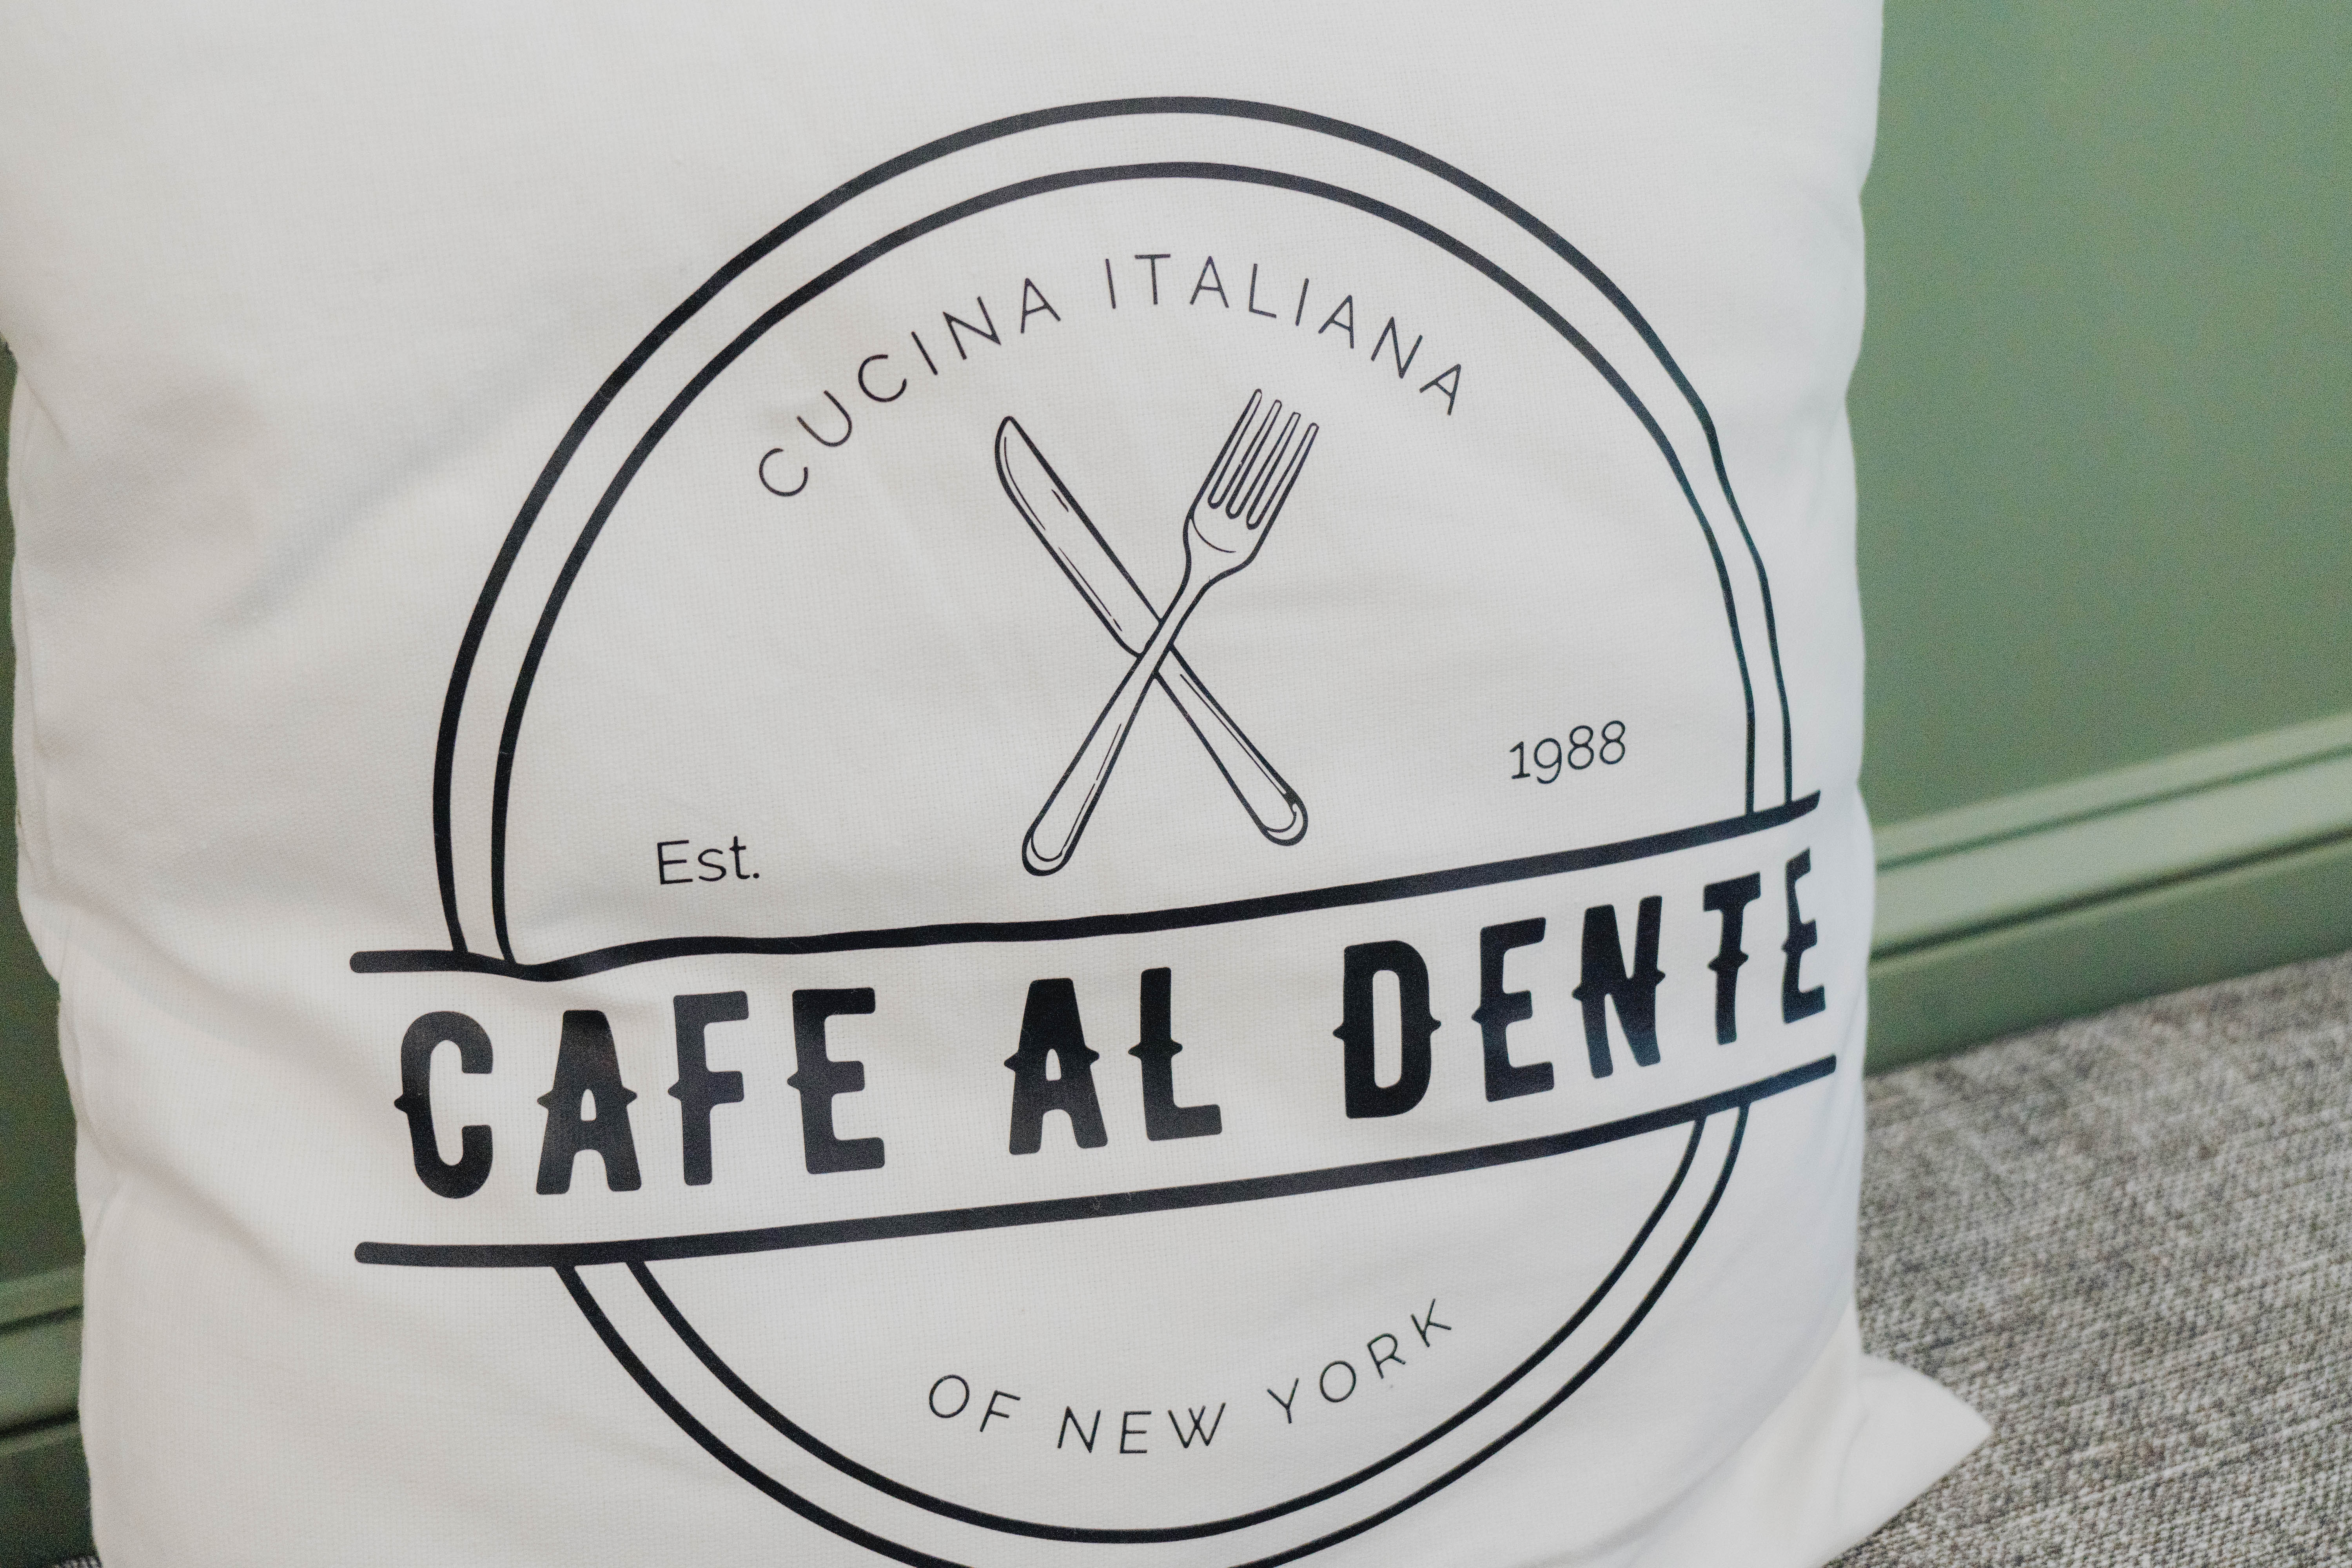 CUCINA ITALIANA
Est. 1988
CAFE AL DENTE
OF NEW YORK